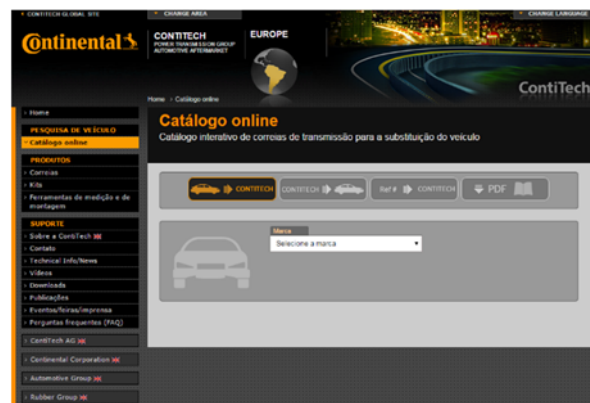 CONTITECH GLOBAL SITE
CHANGE AREA
CHANGE LANGUAGE
Continental
CONTITECH
POWER TRANSMISSION GROUP
AUTOMOTIVE AFTERMARKET
EUROPE
ContiTech
Home > Catálogo online
Home
PESQUISA DE VEÍCULO
Catálogo online
PRODUTOS
Correias
Kits
Ferramentas de medição e de
montagem
SUPORTE
Sobre a ContiTech
Contato
Technical Info/News
Vídeos
Downloads
Publicações
Eventos/feiras/imprensa
Perguntas frequentes (FAQ)
ContiTech AG
Continental Corporation
Automotive Group
Rubber Group
Catálogo online
Catálogo interativo de correias de transmissão para a substituição do veículo
CONTITECH
CONTITECH
Ref # CONTITECH
PDF
Marca
Selecione a marca